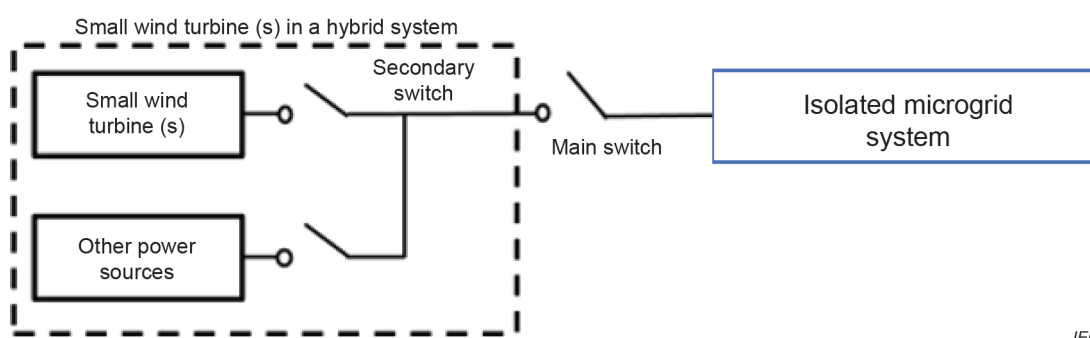 Small wind turbine (s) in a hybrid system
Small wind
turbine (s)
Secondary
switch
Main switch
Isolated microgrid
system
Other power
sources